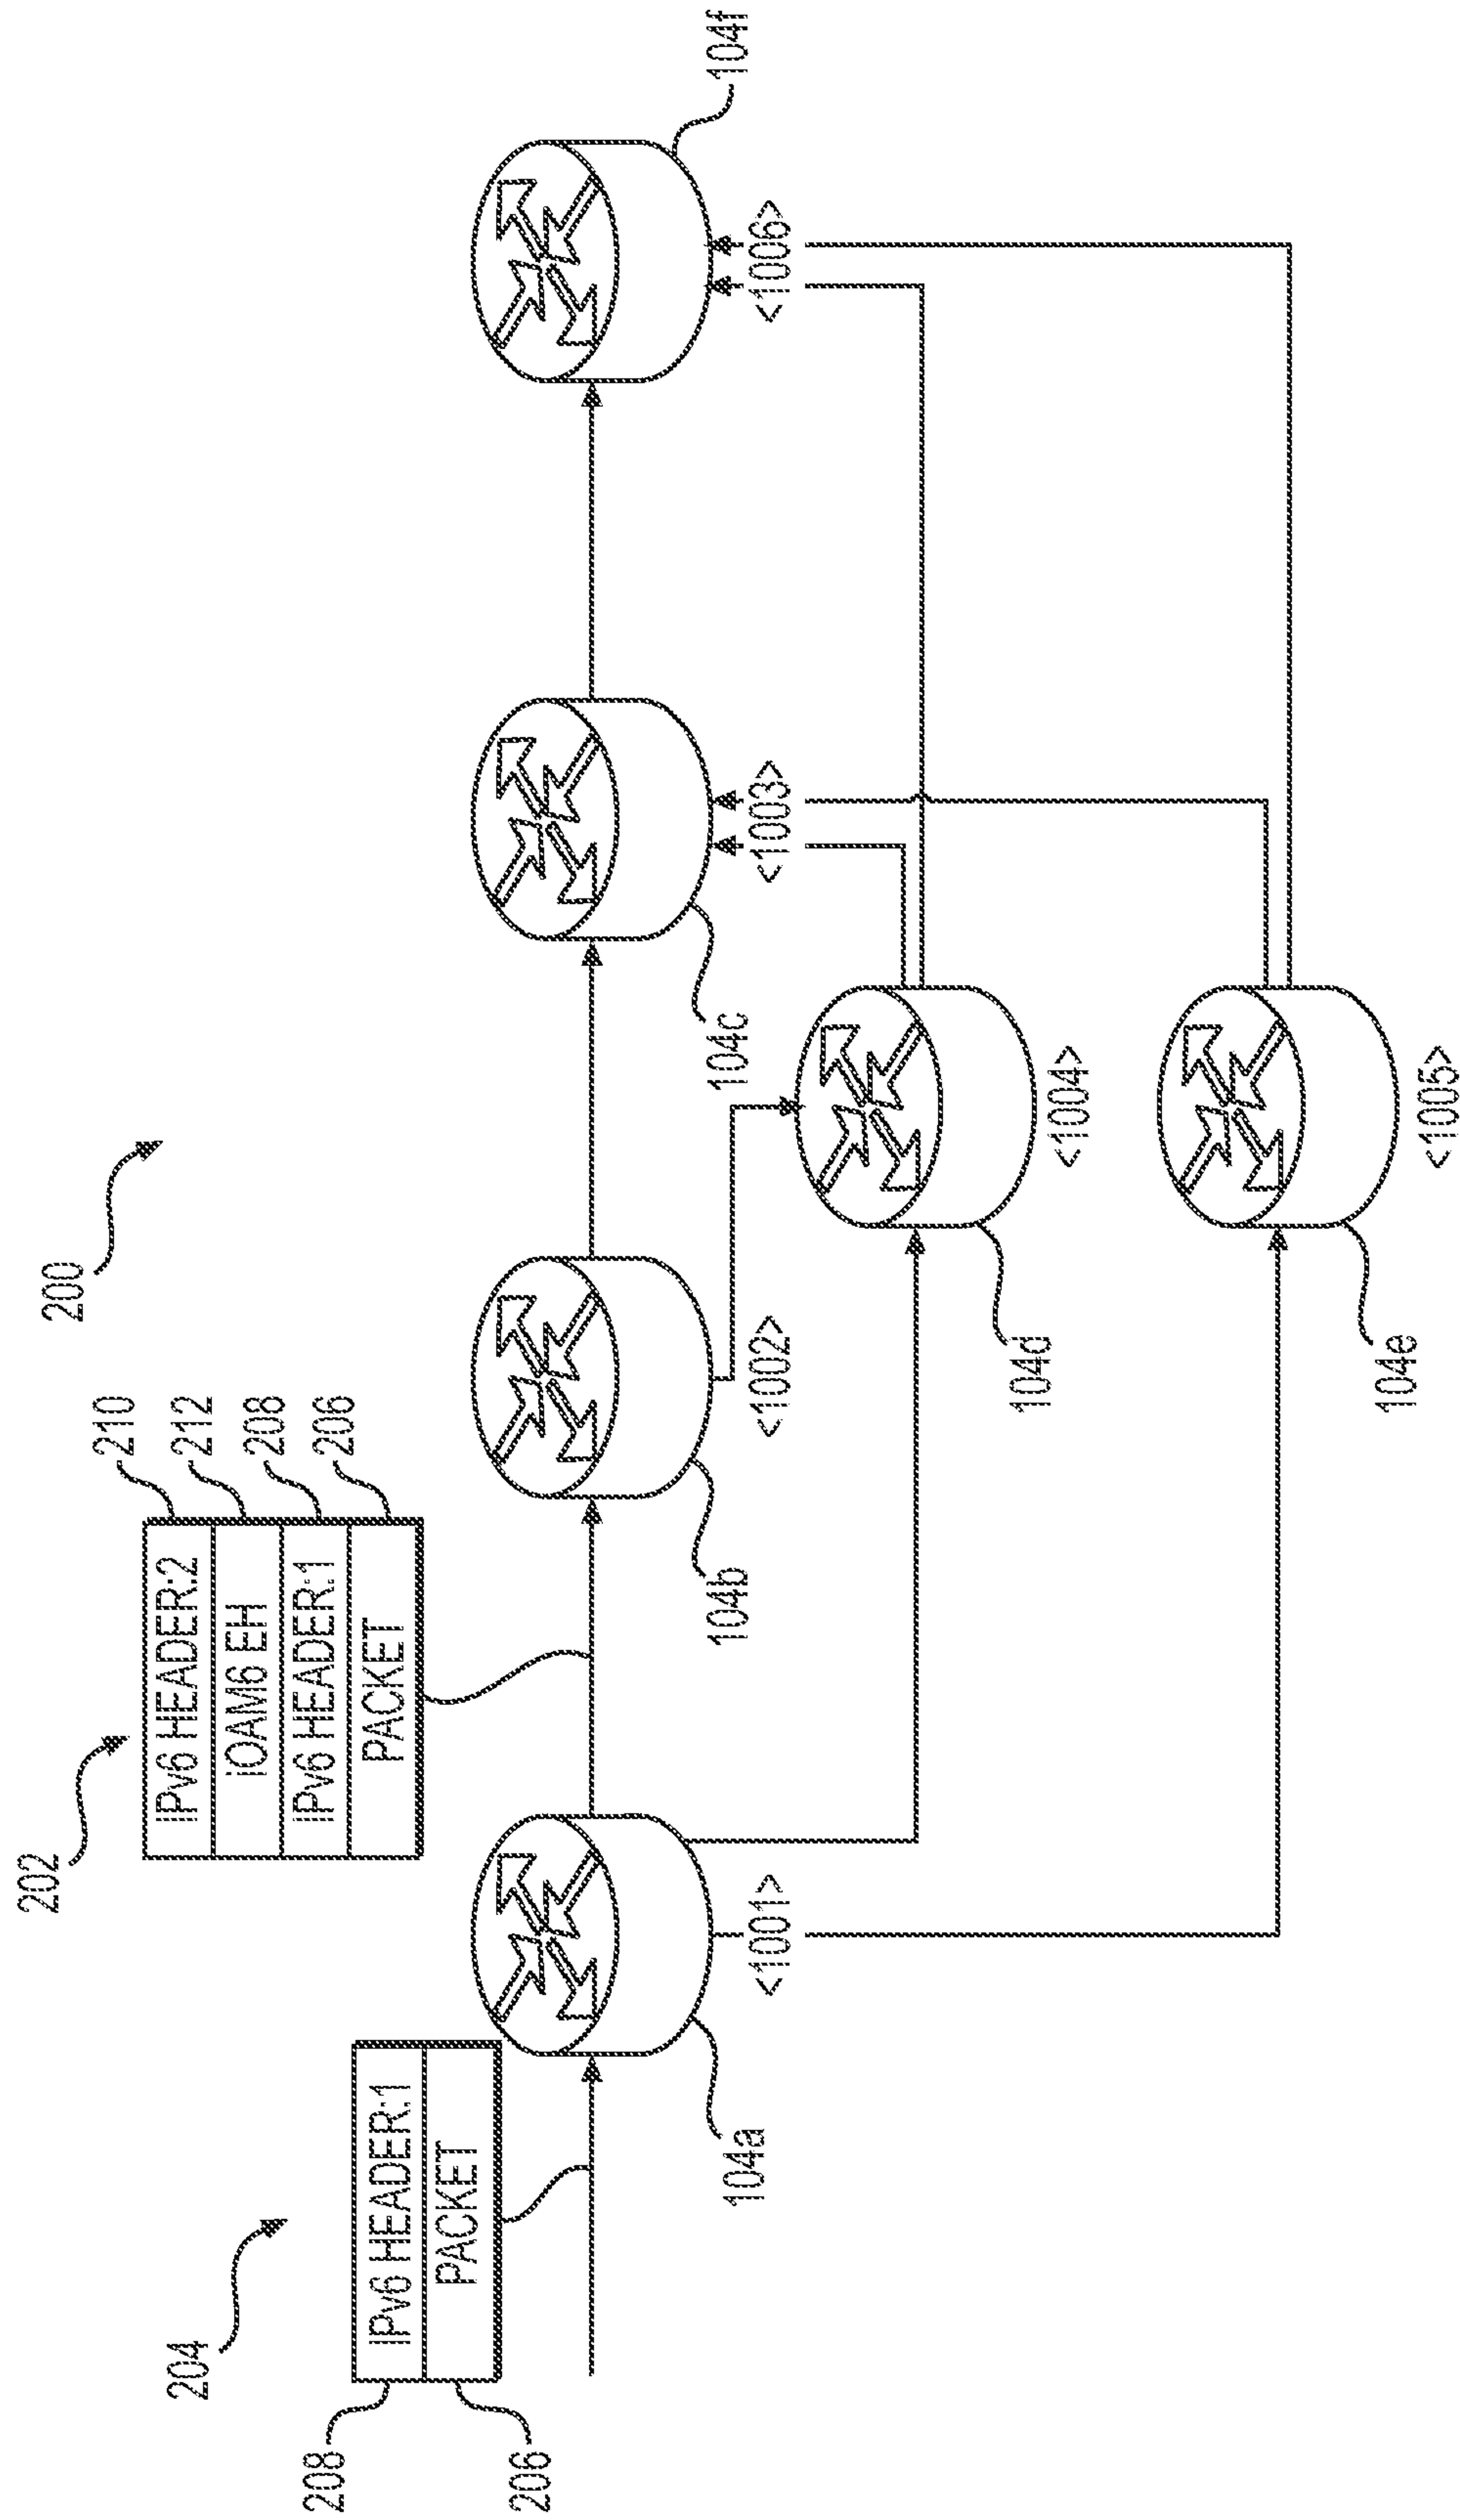 200
202
210
212
208
206
IPv6 HEADER:2
iOAM6 EH
IPv6 HEADER:1
PACKET
204
208
206
IPv6 HEADER:1
PACKET
104a
<1001>
104b
<1002>
104c
<1003>
104f
<1006>
104d
<1004>
104e
<1005>